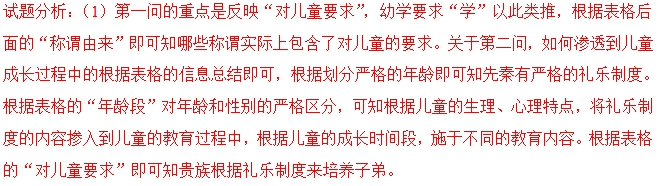 试题分析:（1）第一问的重点是反映“对儿童要求”，幼学要求“学”以此类推，根据表格后
面的“称谓由来”即可知哪些称谓实际上包含了对儿童的要求。关于第二问，如何渗透到儿童
成长过程中的根据表格的信息总结即可，根据划分严格的年龄即可知先秦有严格的礼乐制度。
根据表格的“年龄段”对年龄和性别的严格区分，可知根据儿童的生理、心理特点，将礼乐制
度的内容掺入到儿童的教育过程中，根据儿童的成长时间段，施于不同的教育内容。根据表格
的“对儿童要求”即可知贵族根据礼乐制度来培养子弟。